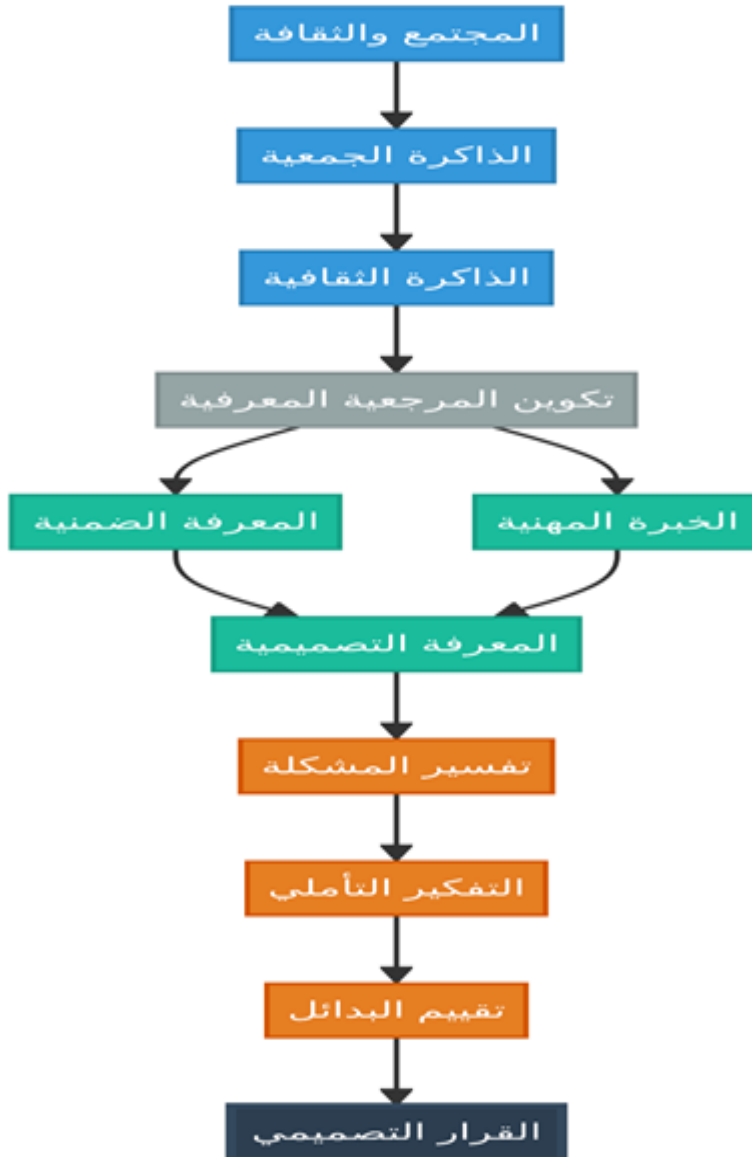 المجتمع والثقافة
الذاكرة الجمعية
الذاكرة الثقافية
تكوين المرجعية المعرفية
الخبرة المهنية
المعرفة الضمنية
المعرفة التصميمية
تفسير المشكلة
التفكير التأملي
تقييم البدائل
القرار التصميمي